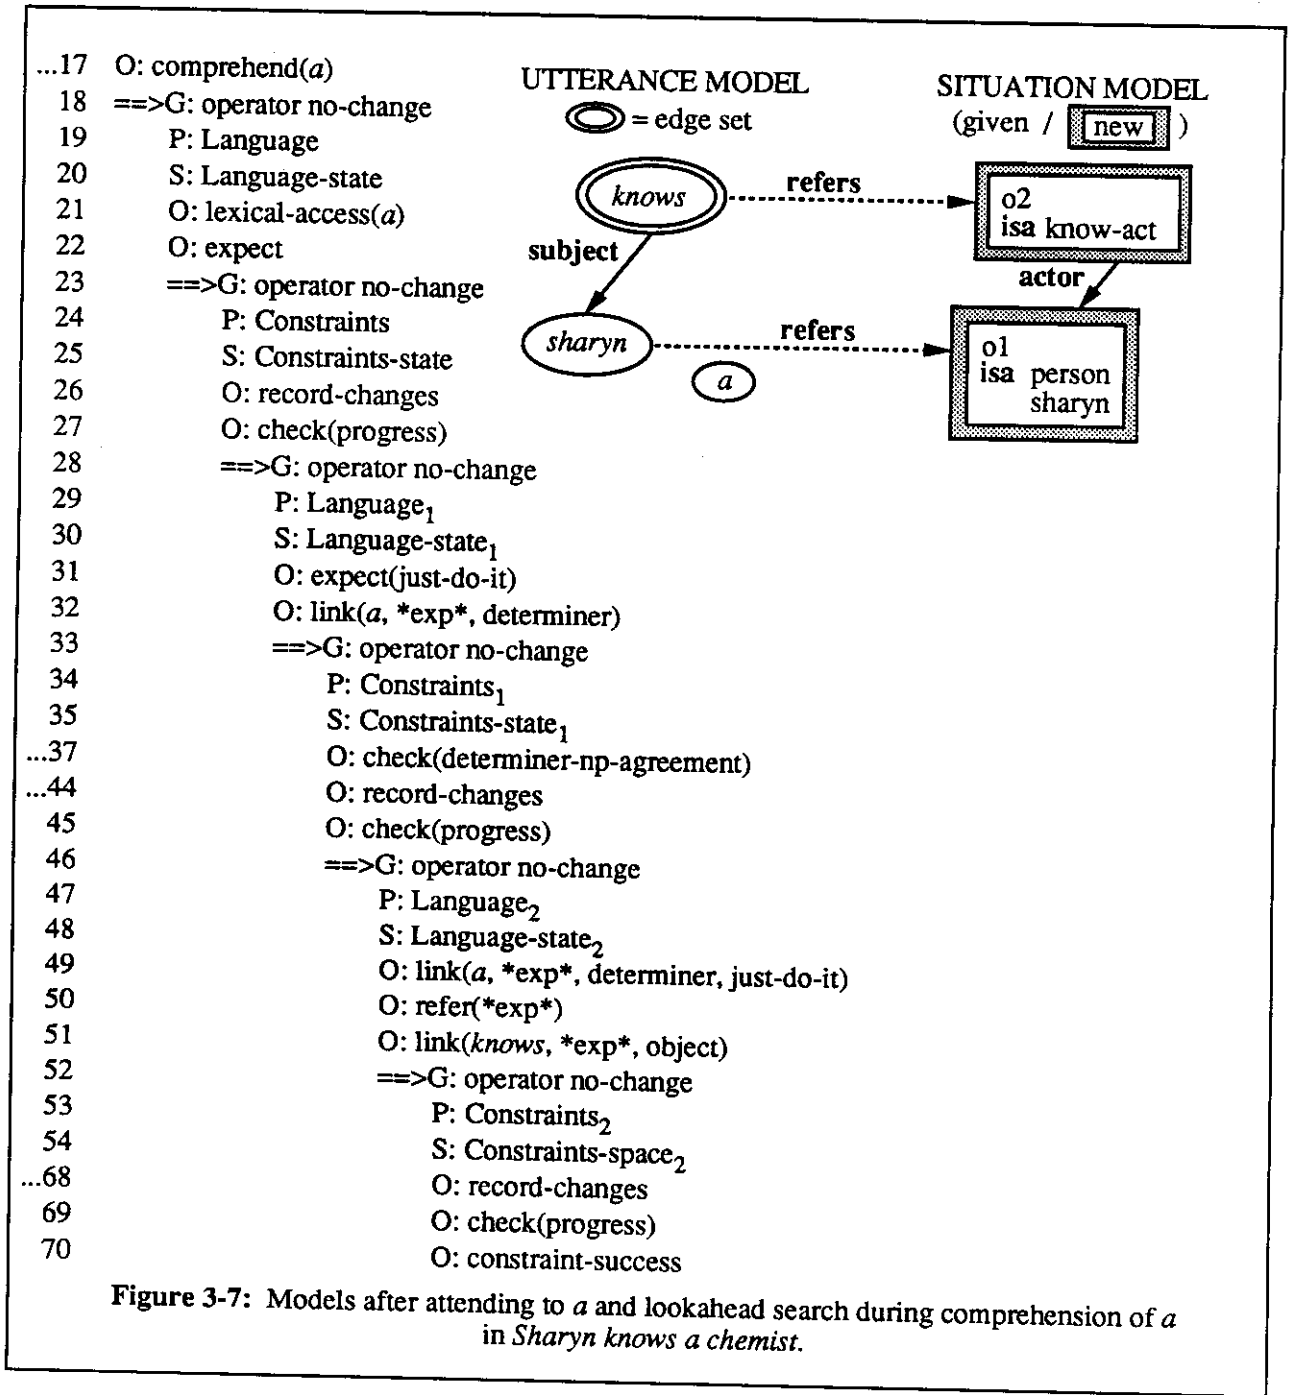 ...17 O: comprehend(a)
18 ==>G: operator no-change
19 P: Language
20 S: Language-state
21 O: lexical-access(a)
22 O: expect
23 ==>G: operator no-change
24 P: Constraints
25 S: Constraints-state
26 O: record-changes
27 O: check(progress)
28 ==>G: operator no-change
29 P: Language1
30 S: Language-state1
31 O: expect(just-do-it)
32 O: link(a, *exp*, determiner)
33 ==>G: operator no-change
34 P: Constraints1
35 S: Constraints-state1
...37 O: check(determiner-np-agreement)
...44 O: record-changes
45 O: check(progress)
46 ==>G: operator no-change
47 P: Language2
48 S: Language-state2
49 O: link(a, *exp*, determiner, just-do-it)
50 O: refer(*exp*)
51 O: link(knows, *exp*, object)
52 ==>G: operator no-change
53 P: Constraints2
54 S: Constraints-space2
...68 O: record-changes
69 O: check(progress)
70 O: constraint-success
UTTERANCE MODEL
= edge set
knows
subject
sharyn
a
refers
refers
SITUATION MODEL
(given / new )
o2
isa know-act
actor
o1
isa person
sharyn
Figure 3-7: Models after attending to a and lookahead search during comprehension of a
in Sharyn knows a chemist.